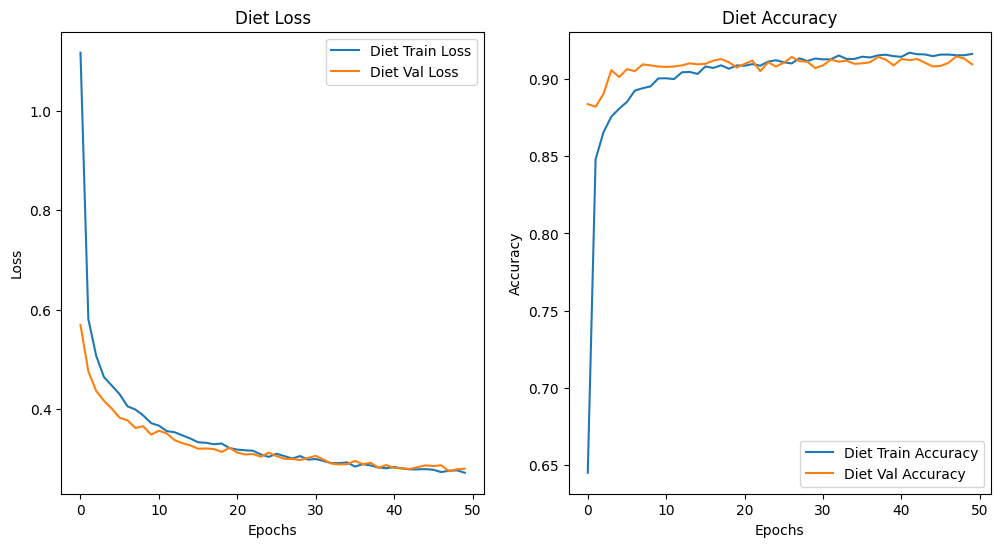 Diet Loss
Diet Train Loss
Diet Val Loss
1.0
0.8
0.6
0.4
Loss
0
10
20
30
40
50
Epochs
Diet Accuracy
0.90
0.85
0.80
0.75
0.70
0.65
Accuracy
Diet Train Accuracy
Diet Val Accuracy
0
10
20
30
40
50
Epochs